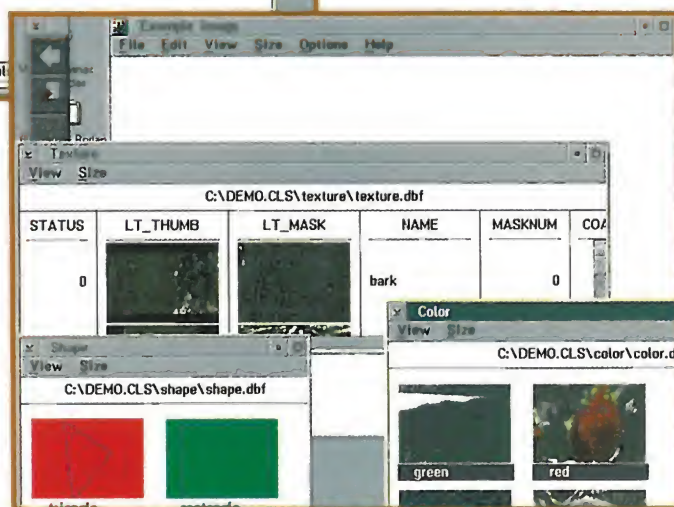 Example Image
File Edit View Size Options Help
Texture
View Size
C:\DEMO.CLS\texture\texture.dbf
STATUS LT_THUMB LT_MASK NAME MASKNUM
0 bark 0
Color
View Size
C:\DEMO.CLS\color\color.d
green red
Shape
View Size
C:\DEMO.CLS\shape\shape.dbf
triangle rectangle